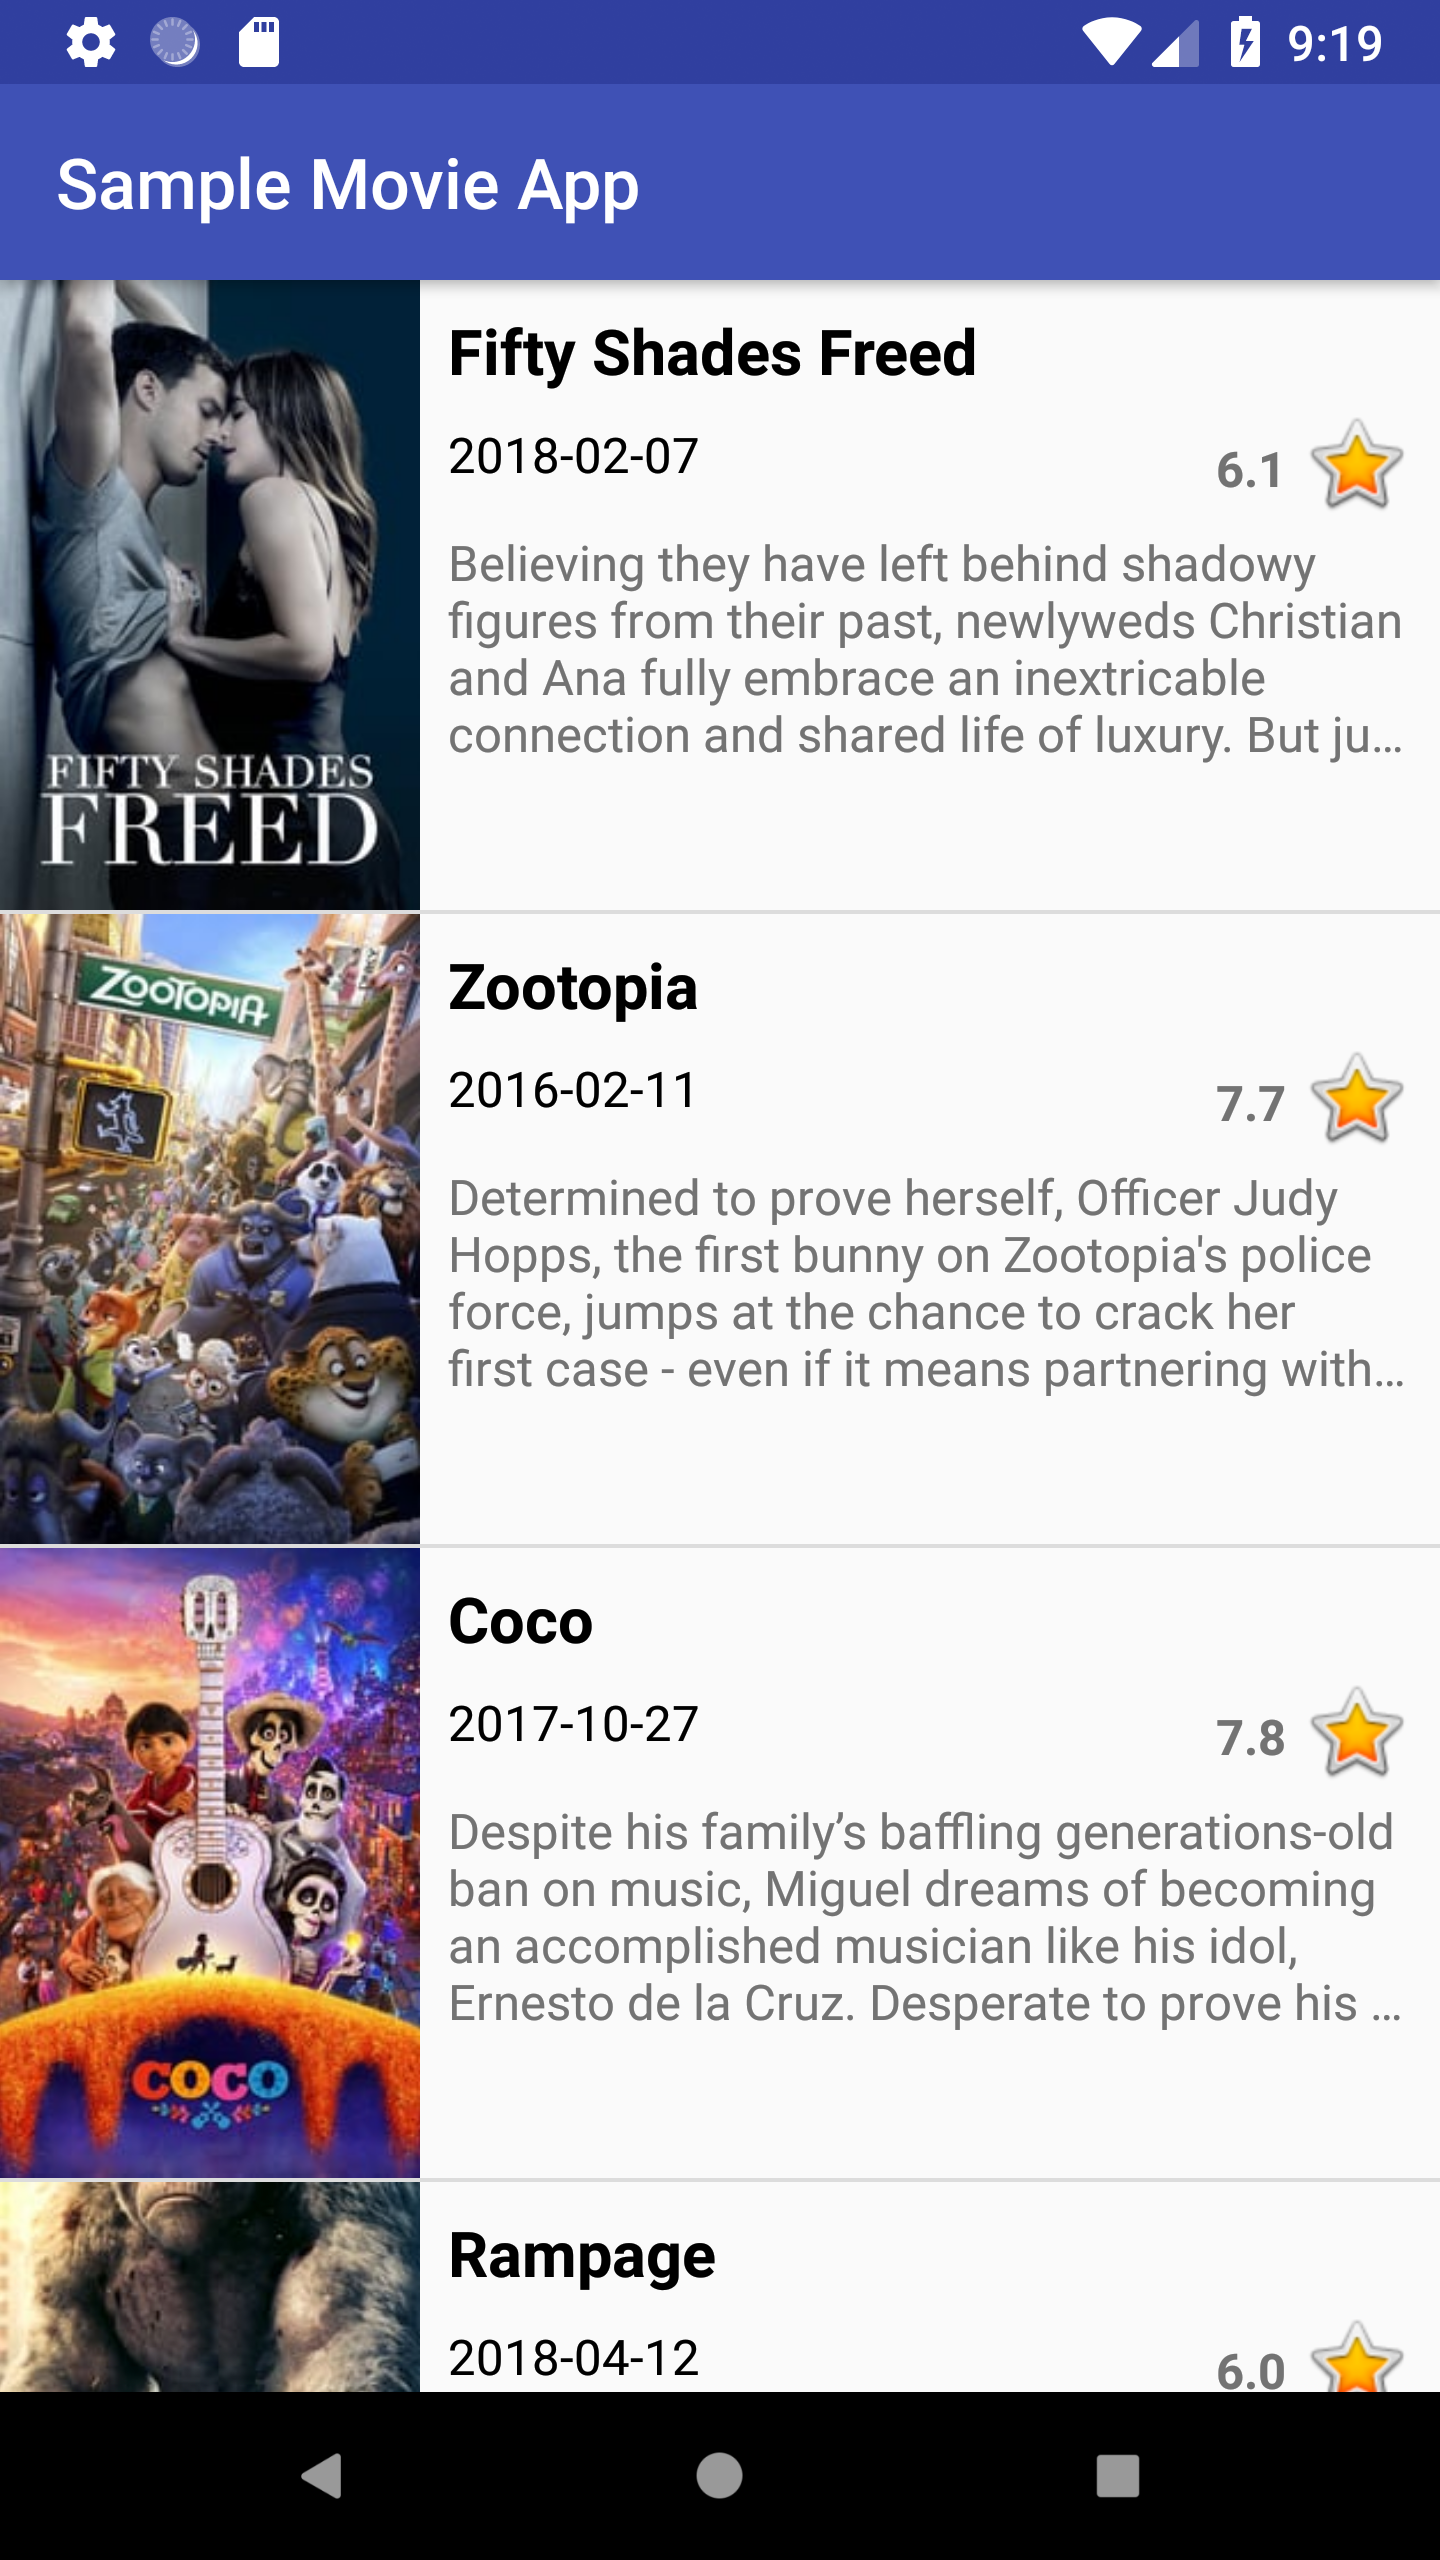 9:19
Sample Movie App
FIFTY SHADES
FREED
Fifty Shades Freed
2018-02-07
6.1
Believing they have left behind shadowy
figures from their past, newlyweds Christian
and Ana fully embrace an inextricable
connection and shared life of luxury. But ju…
ZOOTOPIA
Zootopia
2016-02-11
7.7
Determined to prove herself, Officer Judy
Hopps, the first bunny on Zootopia's police
force, jumps at the chance to crack her
first case - even if it means partnering with…
COCO
Coco
2017-10-27
7.8
Despite his family’s baffling generations-old
ban on music, Miguel dreams of becoming
an accomplished musician like his idol,
Ernesto de la Cruz. Desperate to prove his …
Rampage
2018-04-12
6.0